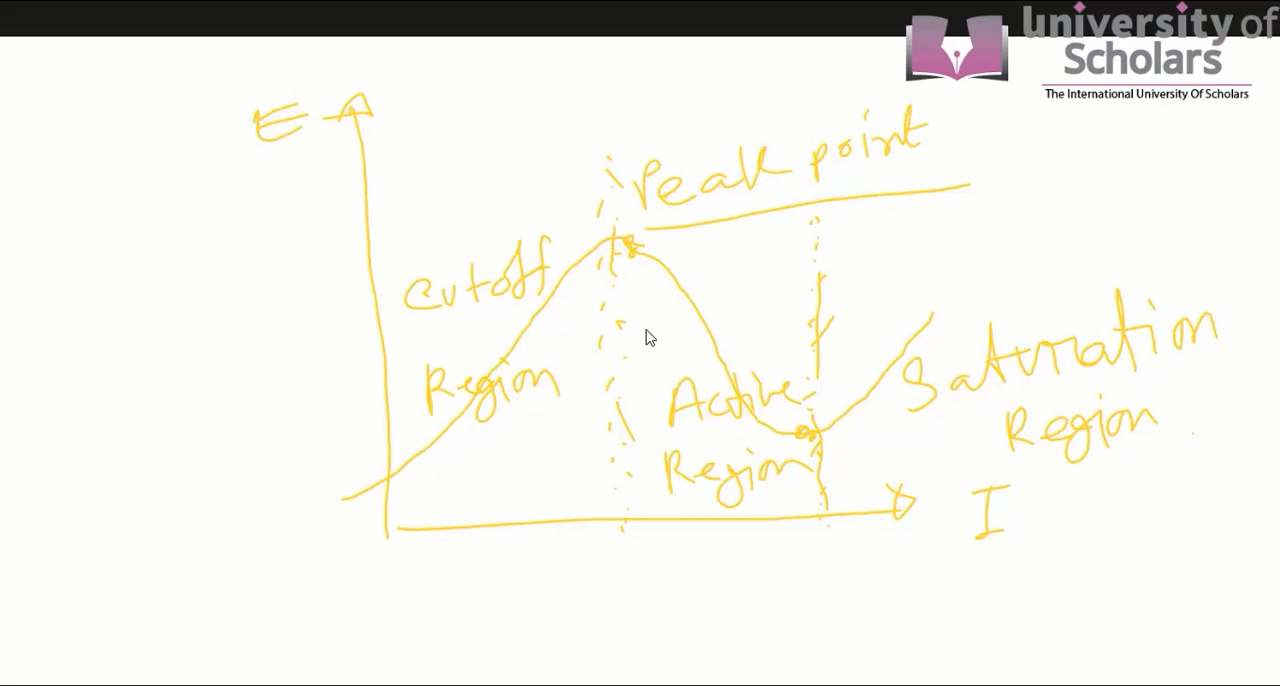 university of
Scholars
The International University Of Scholars
E
Peak point
Cutoff
Region
Active
Region
Saturation
Region
I